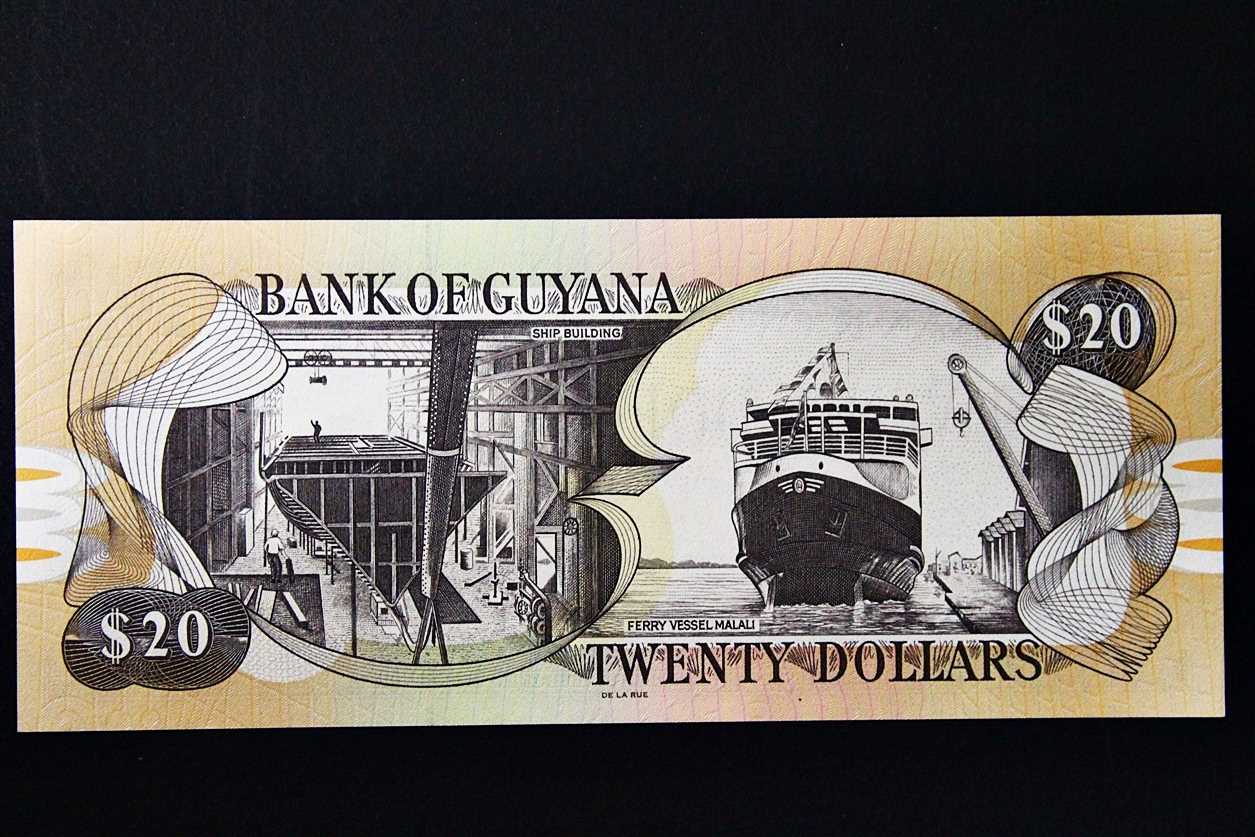 BANK OF GUYANA
SHIP BUILDING
$20
$20
FERRY VESSEL MALALI
TWENTY DOLLARS
DE LA RUE